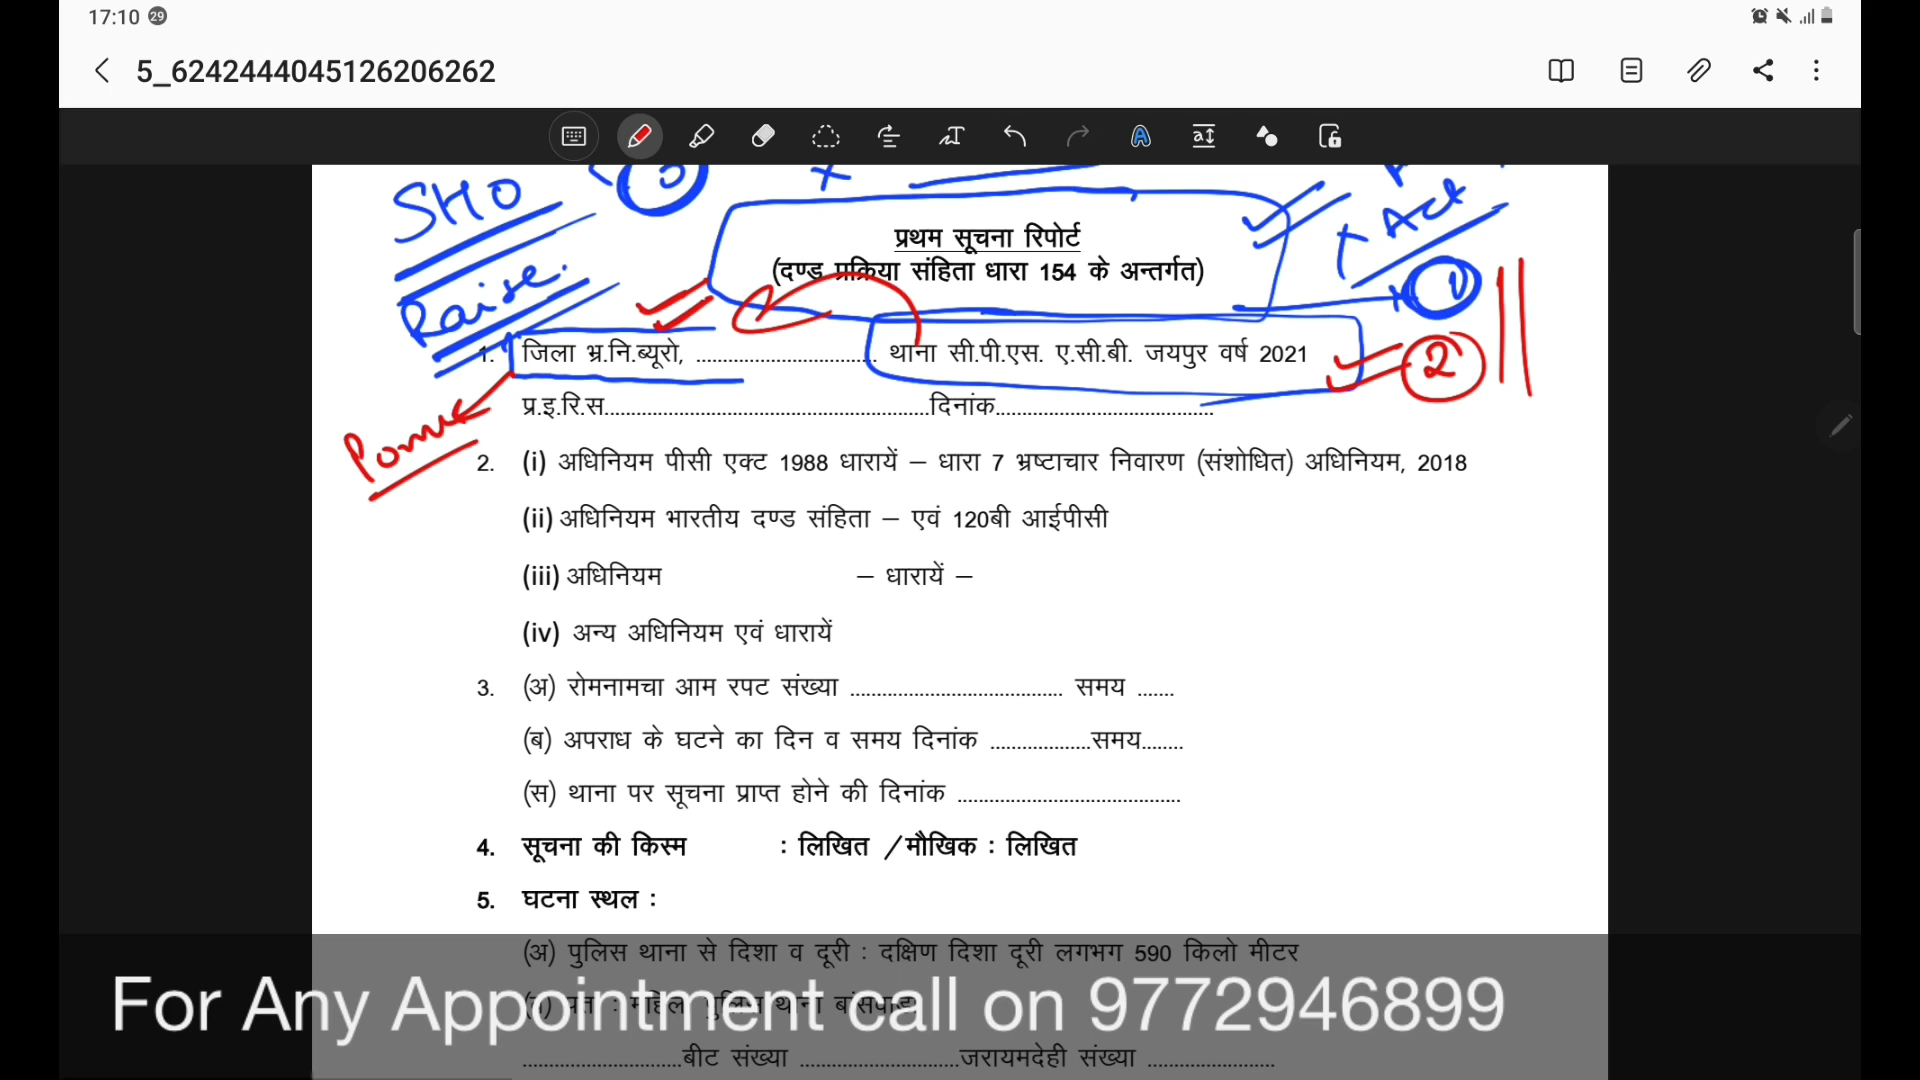 17:10 29
5_6242444045126206262
SHO
Act
प्रथम सूचना रिपोर्ट
(दण्ड प्रक्रिया संहिता धारा 154 के अन्तर्गत)
Raise.
1. जिला भ्र.नि.ब्यूरो, .................................. थाना सी.पी.एस. ए.सी.बी. जयपुर वर्ष 2021
2
प्र.इ.रि.स.............................................................दिनांक.........................................
2. (i) अधिनियम पीसी एक्ट 1988 धारायें – धारा 7 भ्रष्टाचार निवारण (संशोधित) अधिनियम, 2018
(ii) अधिनियम भारतीय दण्ड संहिता – एवं 120बी आईपीसी
(iii) अधिनियम – धारायें –
(iv) अन्य अधिनियम एवं धारायें
3. (अ) रोमनामचा आम रपट संख्या ........................................ समय .......
(ब) अपराध के घटने का दिन व समय दिनांक ...................समय........
(स) थाना पर सूचना प्राप्त होने की दिनांक ..........................................
4. सूचना की किस्म : लिखित /मौखिक : लिखित
5. घटना स्थल :
(अ) पुलिस थाना से दिशा व दूरी : दक्षिण दिशा दूरी लगभग 590 किलो मीटर
For Any Appointment call on 9772946899
..............................बीट संख्या ..............................जरायमदेही संख्या ........................